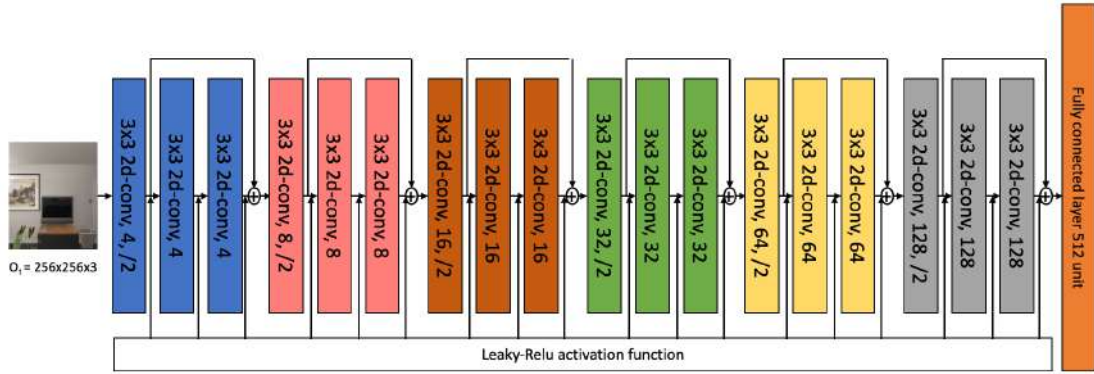 3x3 2d-conv, 4, /2
3x3 2d-conv, 4
3x3 2d-conv, 4
3x3 2d-conv, 8, /2
3x3 2d-conv, 8
3x3 2d-conv, 8
3x3 2d-conv, 16, /2
3x3 2d-conv, 16
3x3 2d-conv, 16
3x3 2d-conv, 32, /2
3x3 2d-conv, 32
3x3 2d-conv, 32
3x3 2d-conv, 64, /2
3x3 2d-conv, 64
3x3 2d-conv, 64
3x3 2d-conv, 128, /2
3x3 2d-conv, 128
3x3 2d-conv, 128
Fully connected layer 512 unit
Oₜ = 256x256x3
Leaky-Relu activation function